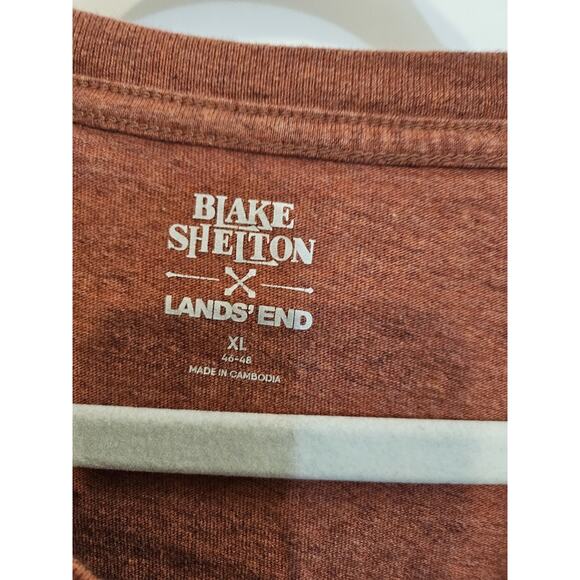 BLAKE
SHELTON
LANDS' END
XL
46-48
MADE IN CAMBODIA